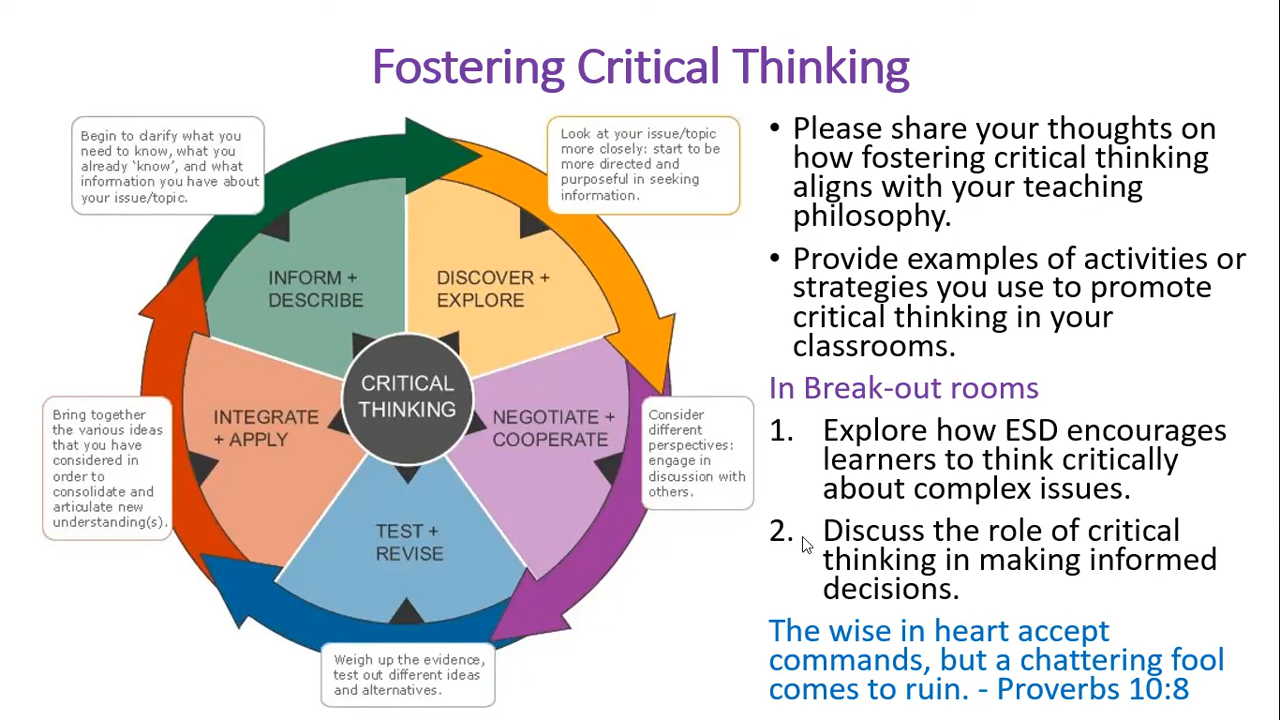 Fostering Critical Thinking
Begin to clarify what you
need to know, what you
already ‘know’, and what
information you have about
your issue/topic.
Look at your issue/topic
more closely: start to be
more directed and
purposeful in seeking
information.
INFORM +
DESCRIBE
DISCOVER +
EXPLORE
CRITICAL
THINKING
INTEGRATE
+ APPLY
NEGOTIATE +
COOPERATE
TEST +
REVISE
Bring together
the various ideas
that you have
considered in
order to
consolidate and
articulate new
understanding(s).
Consider
different
perspectives:
engage in
discussion with
others.
Weigh up the evidence,
test out different ideas
and alternatives.
• Please share your thoughts on
how fostering critical thinking
aligns with your teaching
philosophy.
• Provide examples of activities or
strategies you use to promote
critical thinking in your
classrooms.
In Break-out rooms
1. Explore how ESD encourages
learners to think critically
about complex issues.
2. Discuss the role of critical
thinking in making informed
decisions.
The wise in heart accept
commands, but a chattering fool
comes to ruin. - Proverbs 10:8